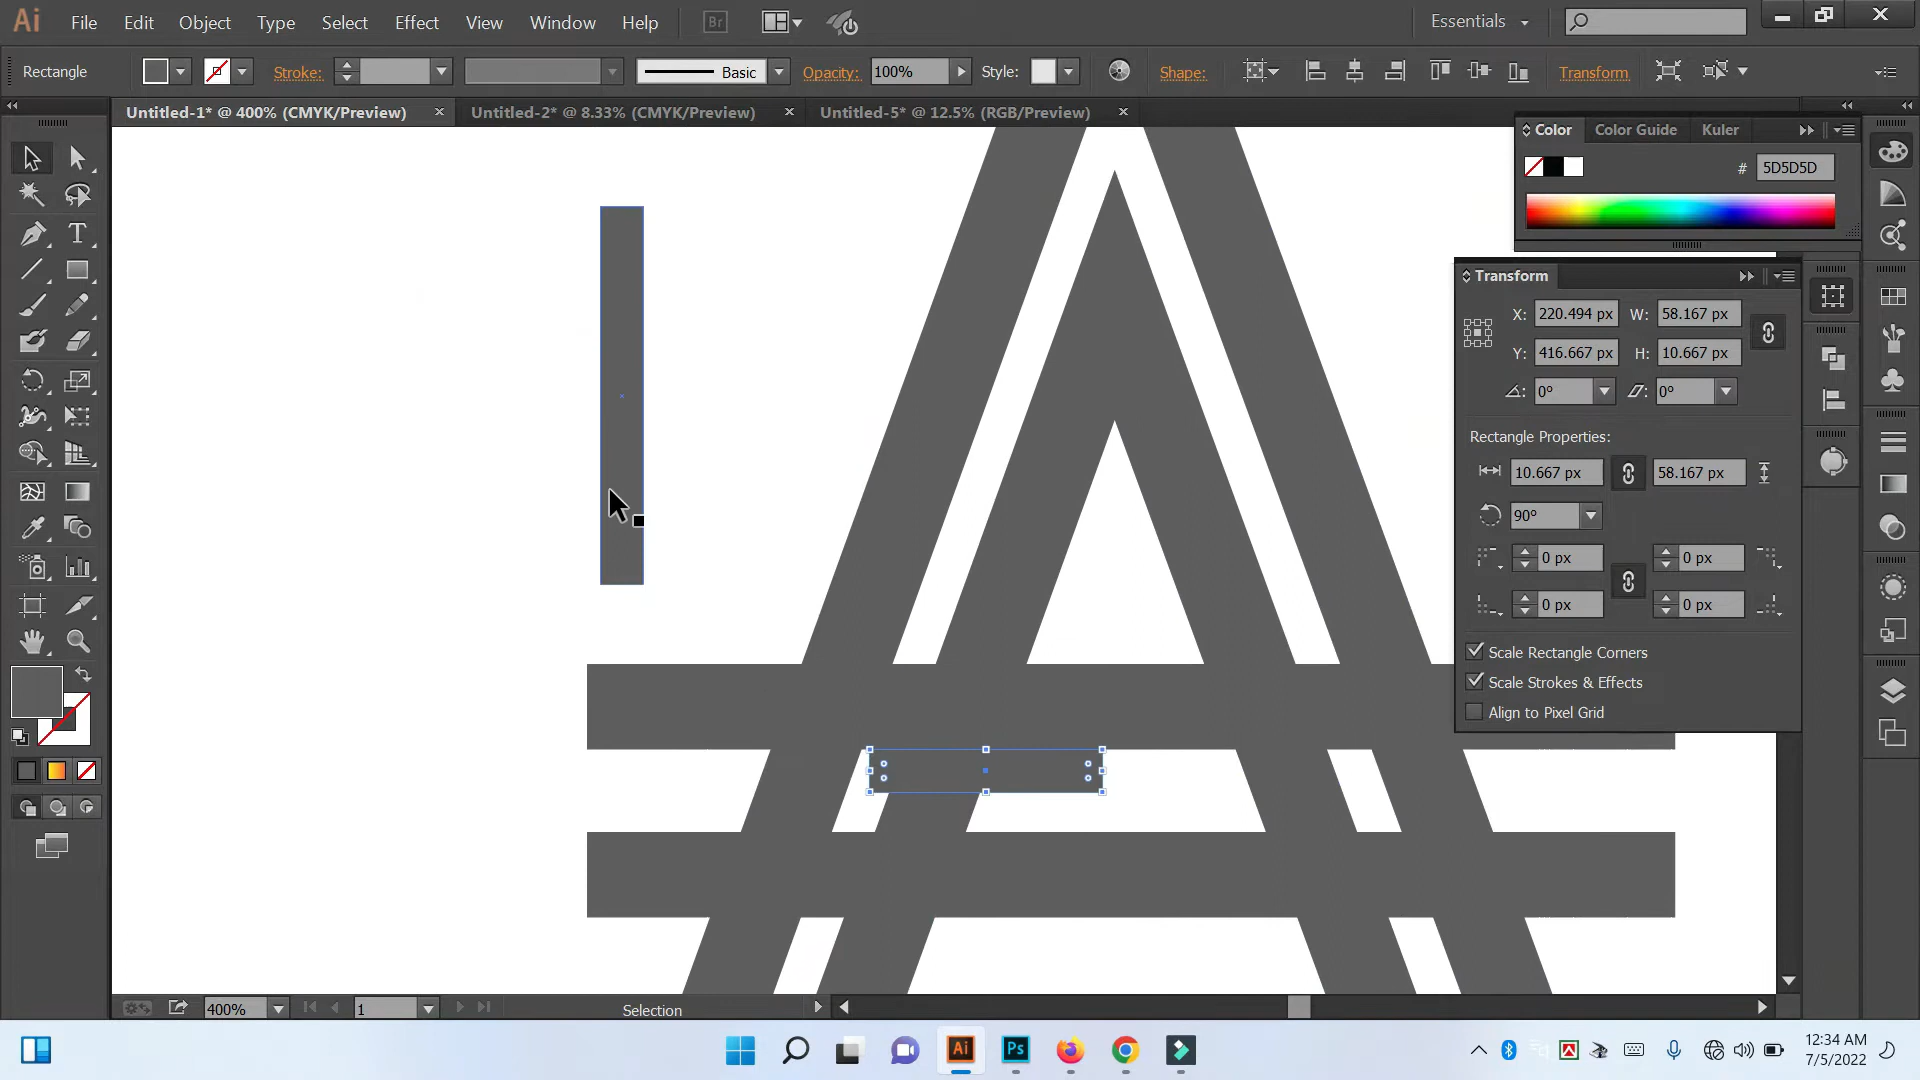 Ai File Edit Object Type Select Effect View Window Help Br Essentials
Rectangle Stroke: Basic Opacity: 100% Style: Shape: Transform
Untitled-1* @ 400% (CMYK/Preview) Untitled-2* @ 8.33% (CMYK/Preview) Untitled-5* @ 12.5% (RGB/Preview)
Color Color Guide Kuler
# 5D5D5D
Transform
X: 220.494 px W: 58.167 px
Y: 416.667 px H: 10.667 px
0° 0°
Rectangle Properties:
10.667 px 58.167 px
90°
0 px 0 px
0 px 0 px
Scale Rectangle Corners
Scale Strokes & Effects
Align to Pixel Grid
400% 1 Selection
Ai Ps
12:34 AM
7/5/2022